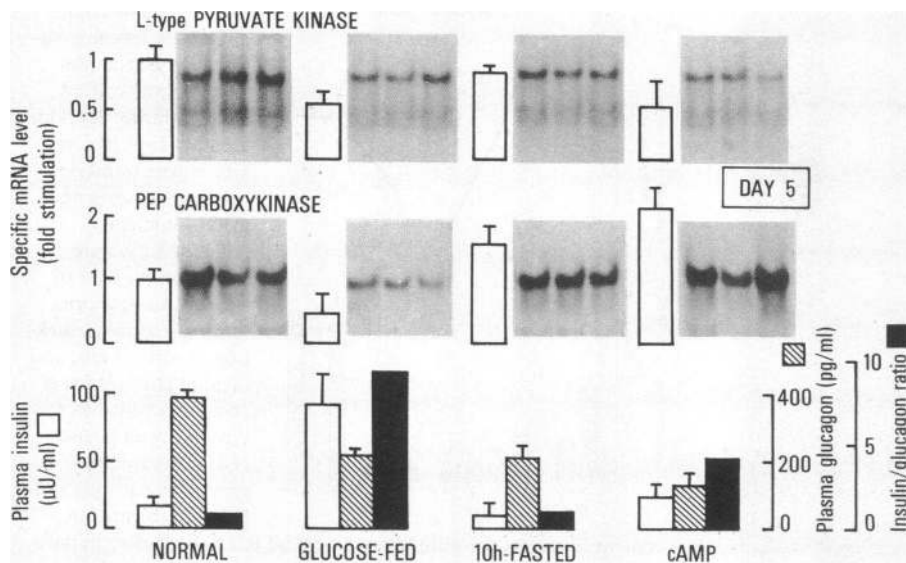 L-type PYRUVATE KINASE
1
0.5
0
Specific mRNA level
(fold stimulation)
DAY 5
PEP CARBOXYKINASE
2
1
0
Plasma insulin
(uU/ml)
100
50
0
400
200
0
Plasma glucagon (pg/ml)
10
5
0
Insulin/glucagon ratio
NORMAL
GLUCOSE-FED
10h-FASTED
cAMP